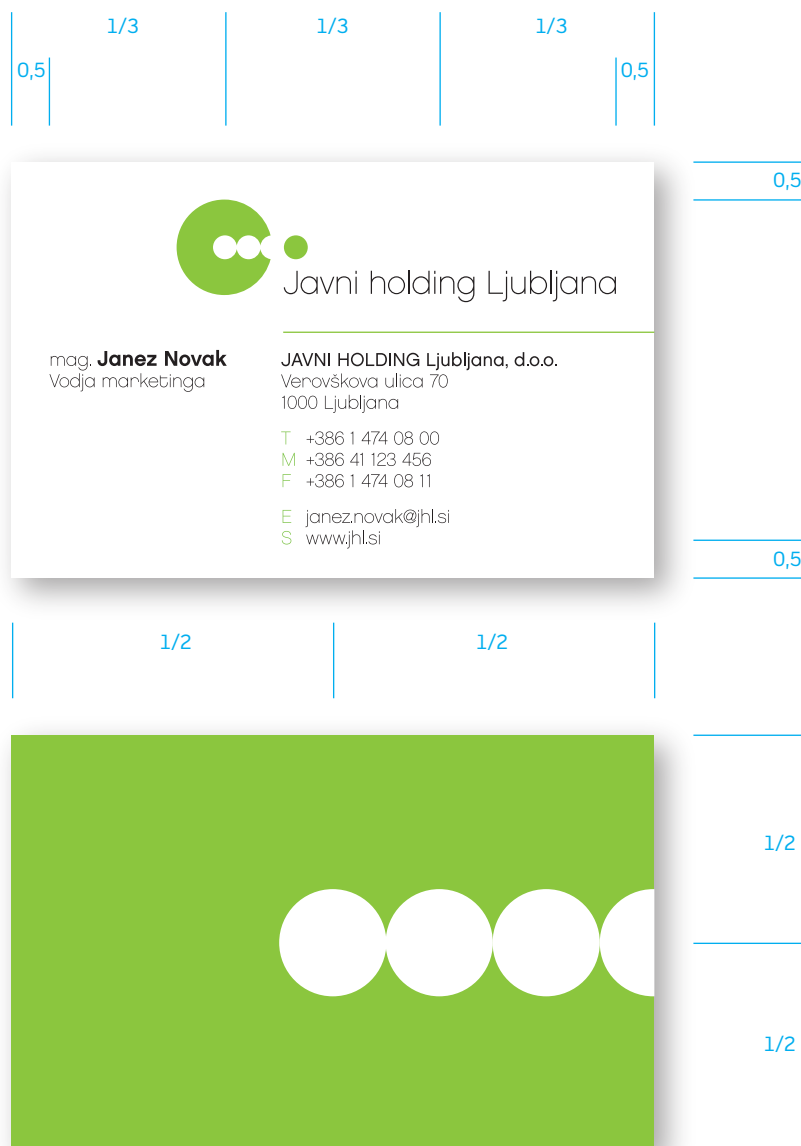 1/3 1/3 1/3
0,5 0,5
0,5
Javni holding Ljubljana
mag. Janez Novak
Vodja marketinga
JAVNI HOLDING Ljubljana, d.o.o.
Verovškova ulica 70
1000 Ljubljana
T +386 1 474 08 00
M +386 41 123 456
F +386 1 474 08 11
E janez.novak@jhl.si
S www.jhl.si
0,5
1/2 1/2
1/2
1/2